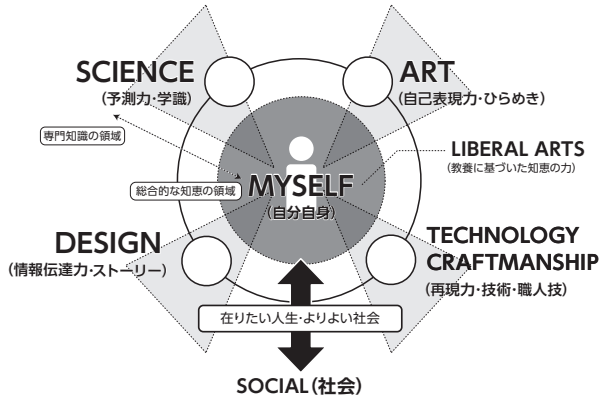 SCIENCE
(予測力・学識)
ART
(自己表現力・ひらめき)
専門知識の領域
LIBERAL ARTS
(教養に基づいた知恵の力)
総合的な知恵の領域
MYSELF
(自分自身)
DESIGN
(情報伝達力・ストーリー)
TECHNOLOGY
CRAFTMANSHIP
(再現力・技術・職人技)
在りたい人生・よりよい社会
SOCIAL(社会)